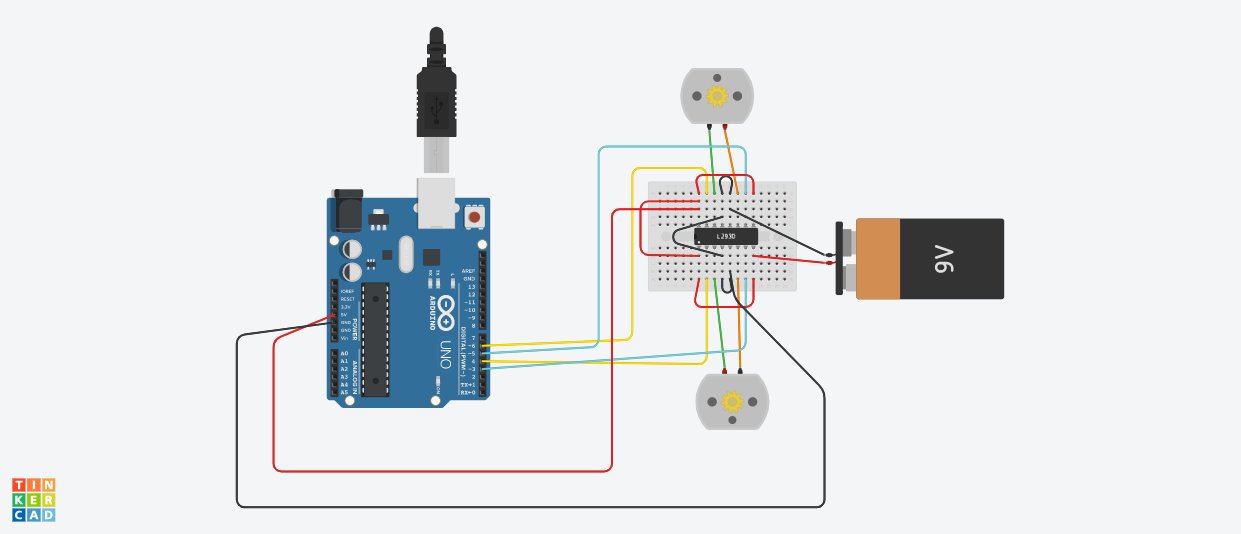 AREF
GND
IOREF
13
RESET
12
3.3V
~11
5V
~10
GND
~9
GND
8
Vin
POWER
ARDUINO
DIGITAL (PWM~)
7
~6
UNO
~5
A0
4
A1
~3
A2
2
A3
TX→1
A4
RX←0
A5
ANALOG IN
RX
TX
L
ON
L293D
9V
TIN
KER
CAD